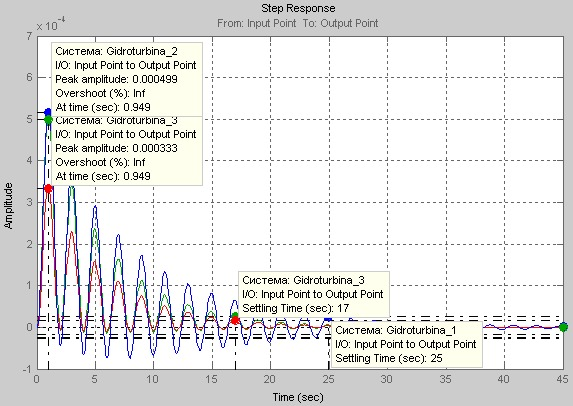 Step Response
From: Input Point To: Output Point
x 10⁻⁴
7
6
5
4
3
2
1
0
-1
Amplitude
Система: Gidroturbina_2
I/O: Input Point to Output Point
Peak amplitude: 0.000499
Overshoot (%): Inf
At time (sec): 0.949
Система: Gidroturbina_3
I/O: Input Point to Output Point
Peak amplitude: 0.000333
Overshoot (%): Inf
At time (sec): 0.949
Система: Gidroturbina_3
I/O: Input Point to Output Point
Settling Time (sec): 17
Система: Gidroturbina_1
I/O: Input Point to Output Point
Settling Time (sec): 25
0 5 10 15 20 25 30 35 40 45
Time (sec)